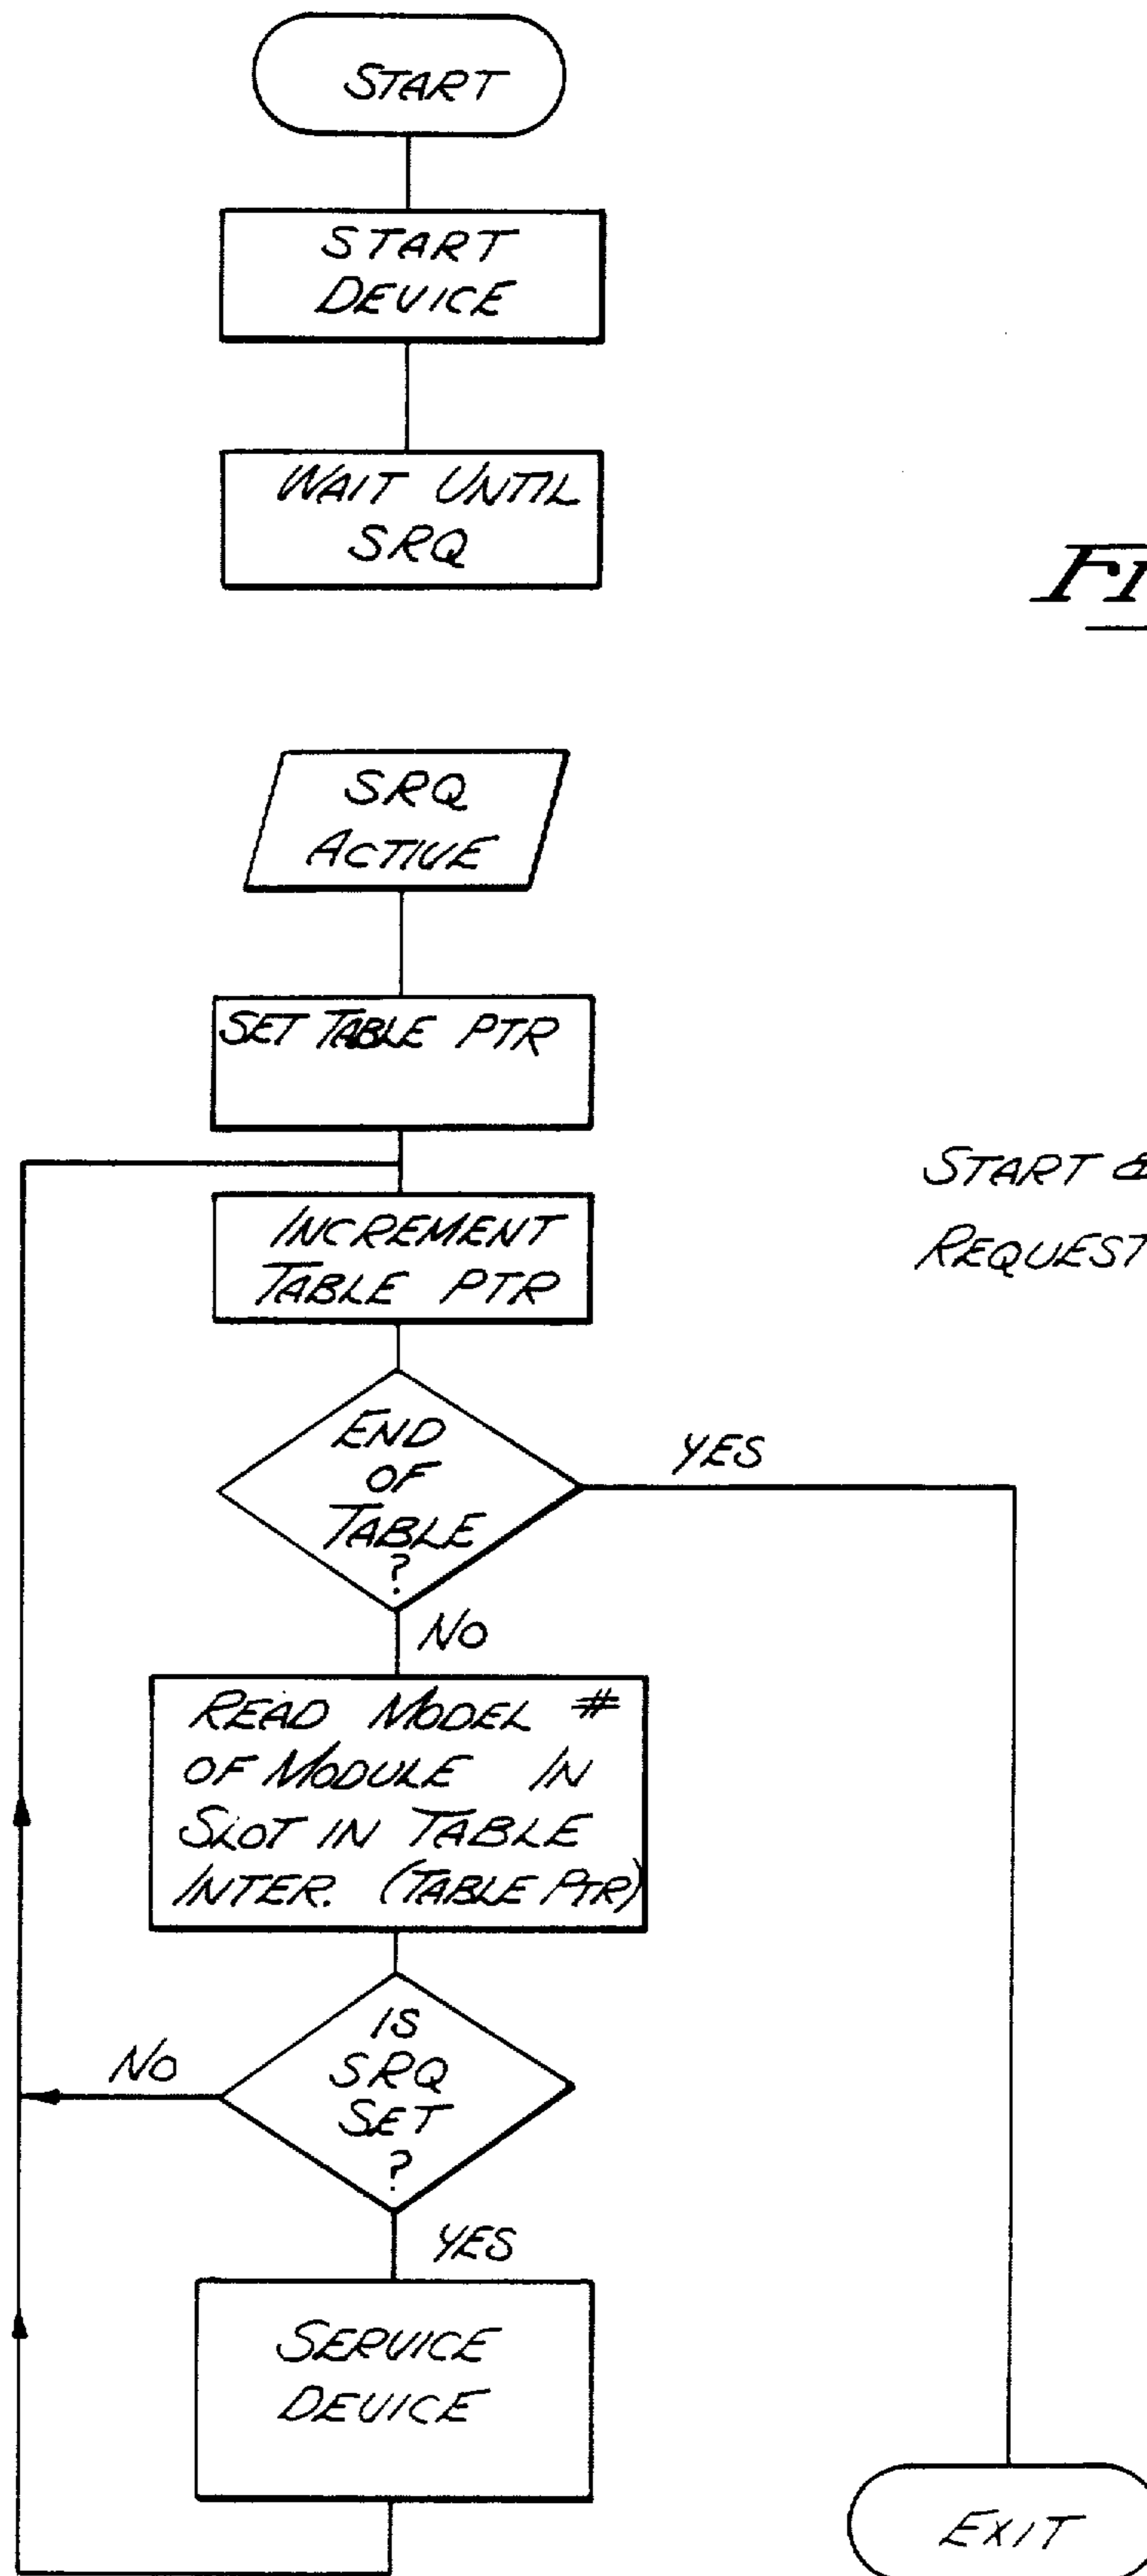 START
START
DEVICE
WAIT UNTIL
SRQ
SRQ
ACTIVE
SET TABLE PTR
START &
REQUEST
INCREMENT
TABLE PTR
END
OF
TABLE
?
YES
NO
READ MODEL #
OF MODULE IN
SLOT IN TABLE
INTER. (TABLE PTR)
IS
SRQ
SET
?
NO
YES
SERVICE
DEVICE
EXIT